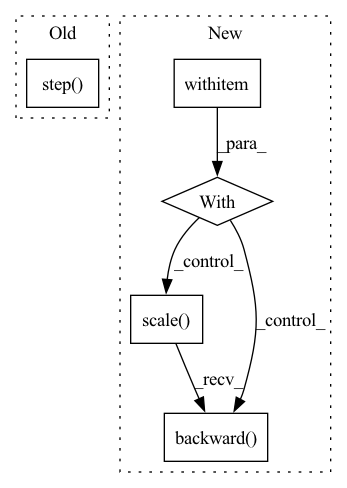 Old
New
step()
withitem
_para_
With
_control_
_control_
scale()
_recv_
backward()